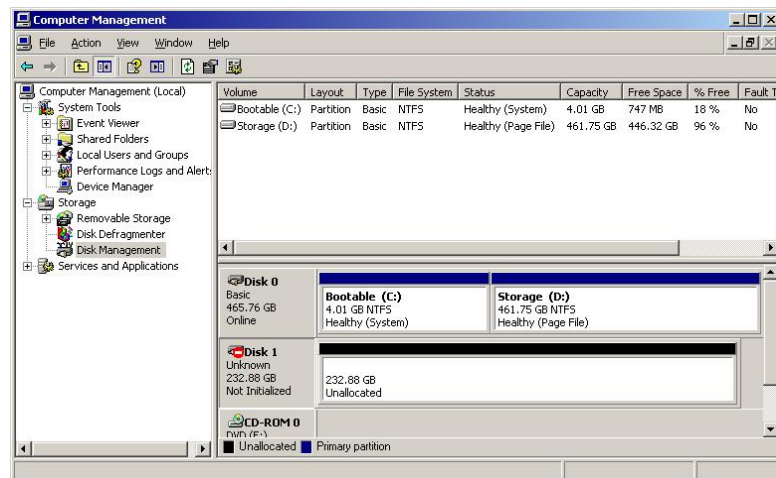 Computer Management
File Action View Window Help
Computer Management (Local)
System Tools
Event Viewer
Shared Folders
Local Users and Groups
Performance Logs and Alert
Device Manager
Storage
Removable Storage
Disk Defragmenter
Disk Management
Services and Applications
Volume Layout Type File System Status Capacity Free Space % Free Fault T
Bootable (C:) Partition Basic NTFS Healthy (System) 4.01 GB 747 MB 18 % No
Storage (D:) Partition Basic NTFS Healthy (Page File) 461.75 GB 446.32 GB 96 % No
Disk 0
Basic
465.76 GB
Online
Bootable (C:)
4.01 GB NTFS
Healthy (System)
Storage (D:)
461.75 GB NTFS
Healthy (Page File)
Disk 1
Unknown
232.88 GB
Not Initialized
232.88 GB
Unallocated
CD-ROM 0
DVD (F:)
Unallocated Primary partition